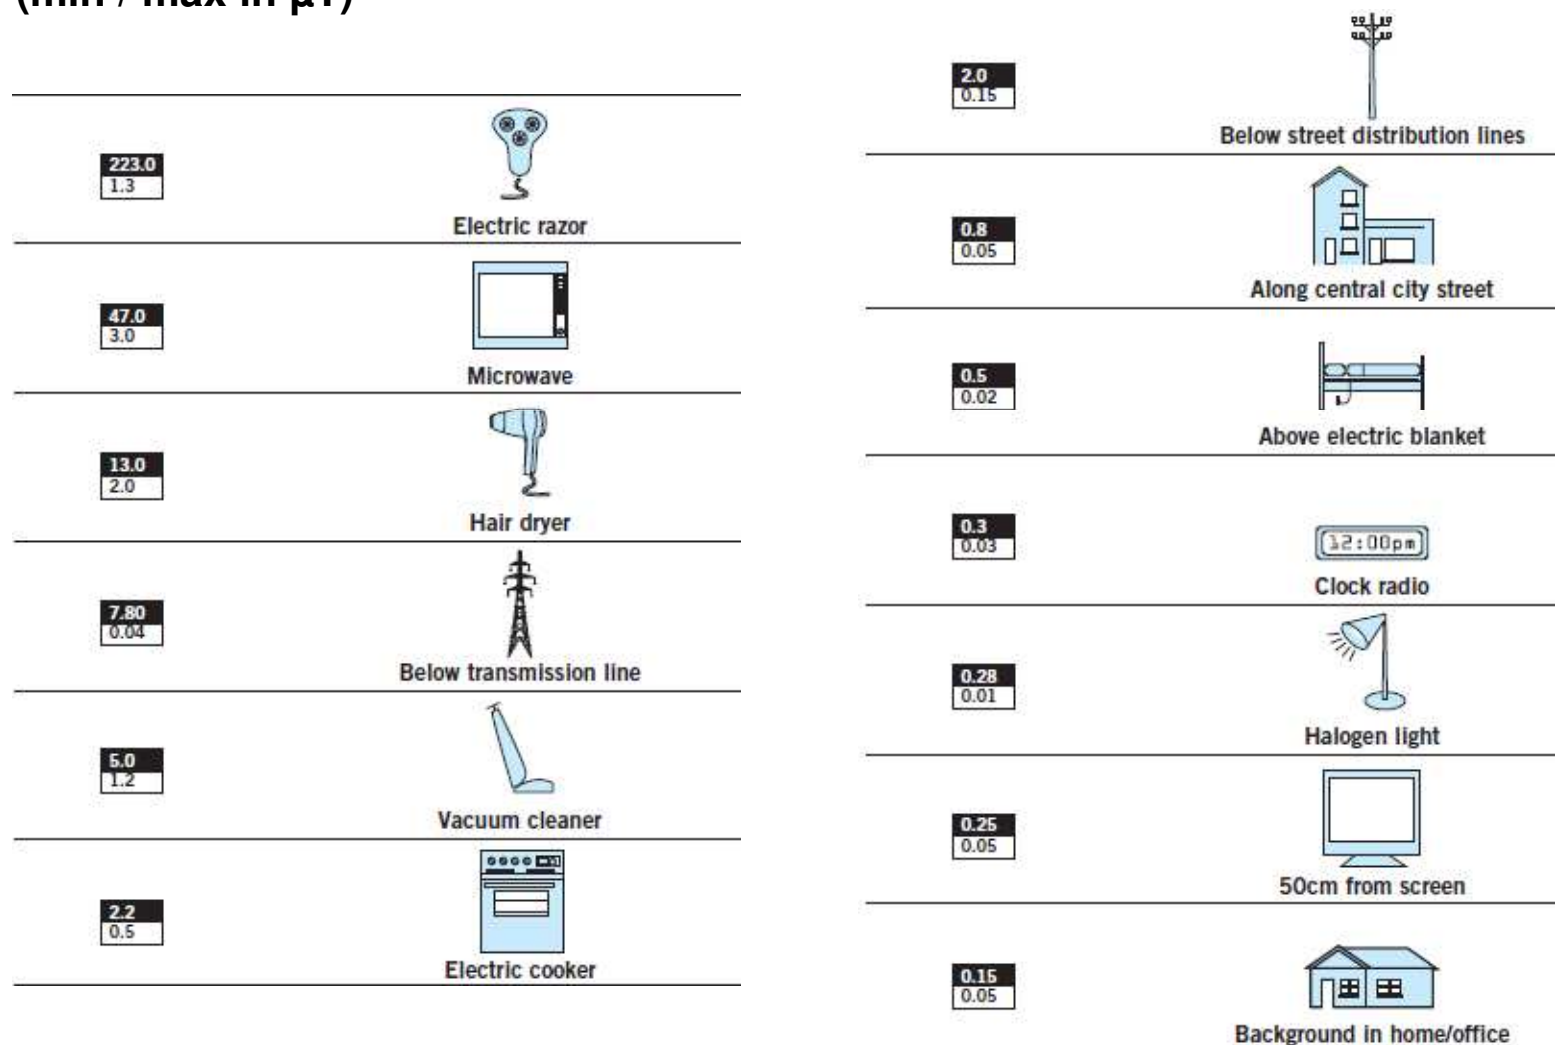 (min / max in µT)
223.0
1.3
Electric razor
47.0
3.0
Microwave
13.0
2.0
Hair dryer
7.80
0.04
Below transmission line
5.0
1.2
Vacuum cleaner
2.2
0.5
Electric cooker
2.0
0.15
Below street distribution lines
0.8
0.05
Along central city street
0.5
0.02
Above electric blanket
0.3
0.03
12:00pm
Clock radio
0.28
0.01
Halogen light
0.25
0.05
50cm from screen
0.15
0.05
Background in home/office